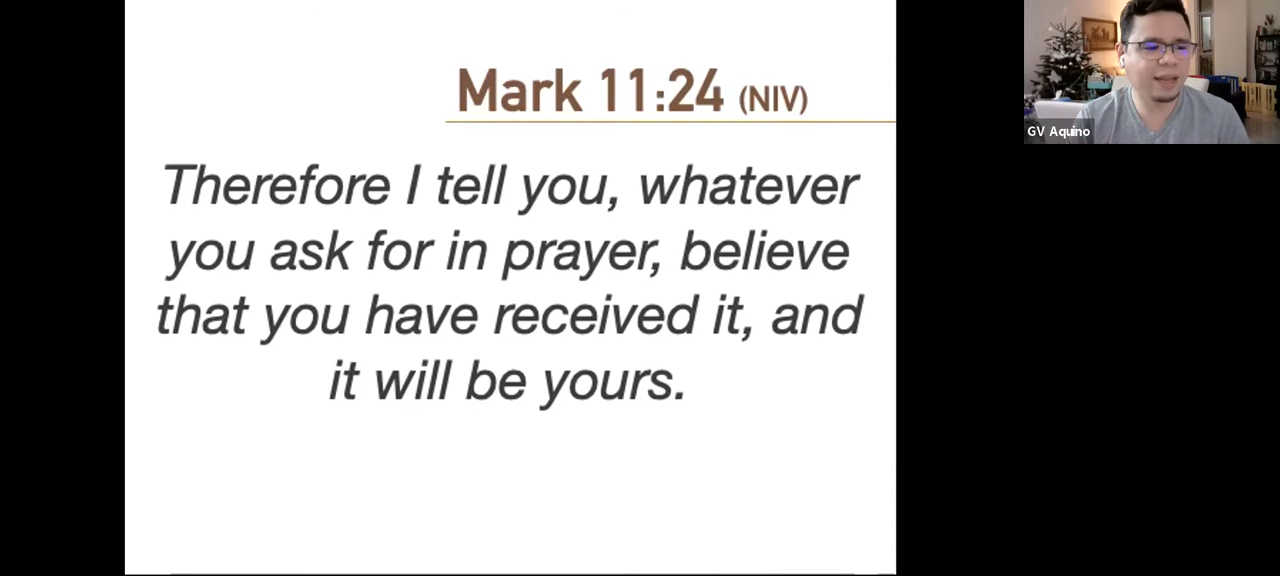 Mark 11:24 (NIV)
Therefore I tell you, whatever
you ask for in prayer, believe
that you have received it, and
it will be yours.
GV Aquino